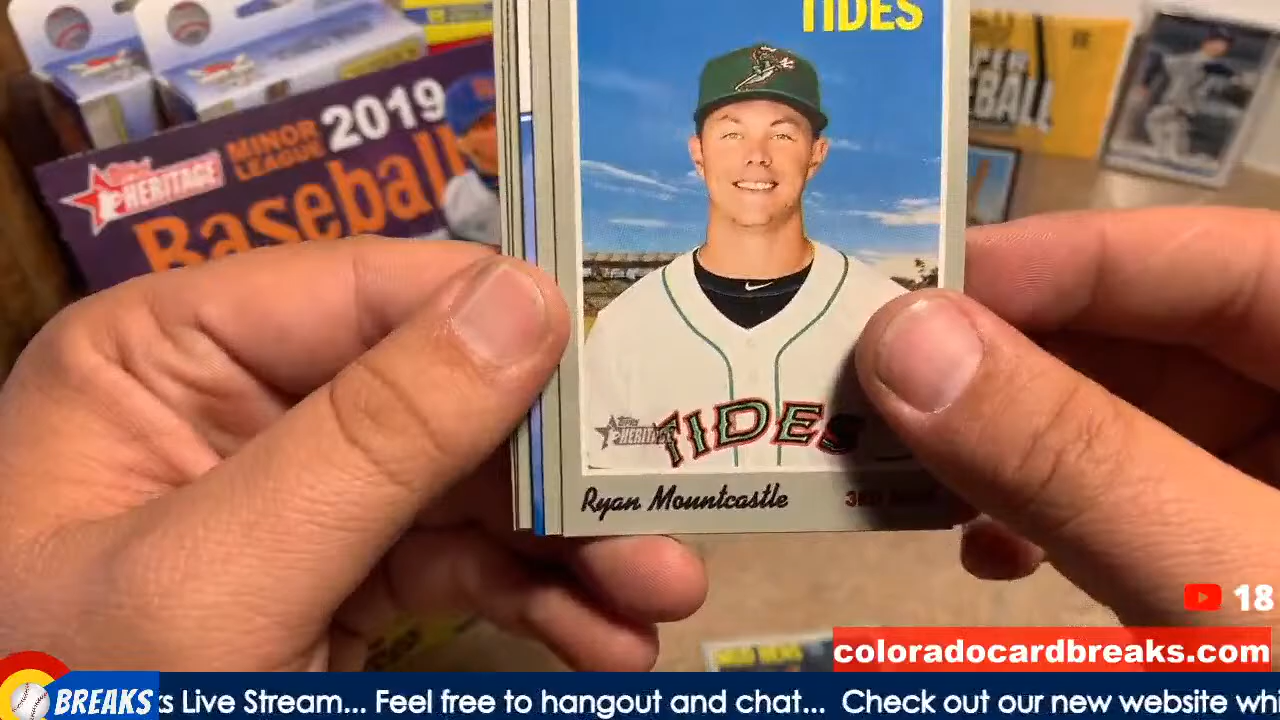 TIDES
2019
MINOR
LEAGUE
Topps
HERITAGE
Baseball
TIDES
TOPPS
HERITAGE
Ryan Mountcastle
18
coloradocardbreaks.com
BREAKS
s Live Stream... Feel free to hangout and chat... Check out our new website whi